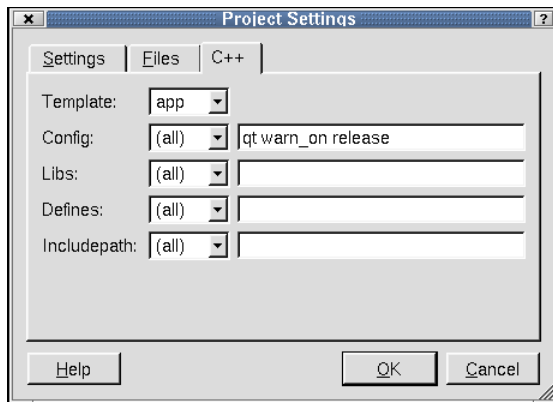 Project Settings
Settings Files C++
Template: app
Config: (all) qt warn_on release
Libs: (all)
Defines: (all)
Includepath: (all)
Help OK Cancel